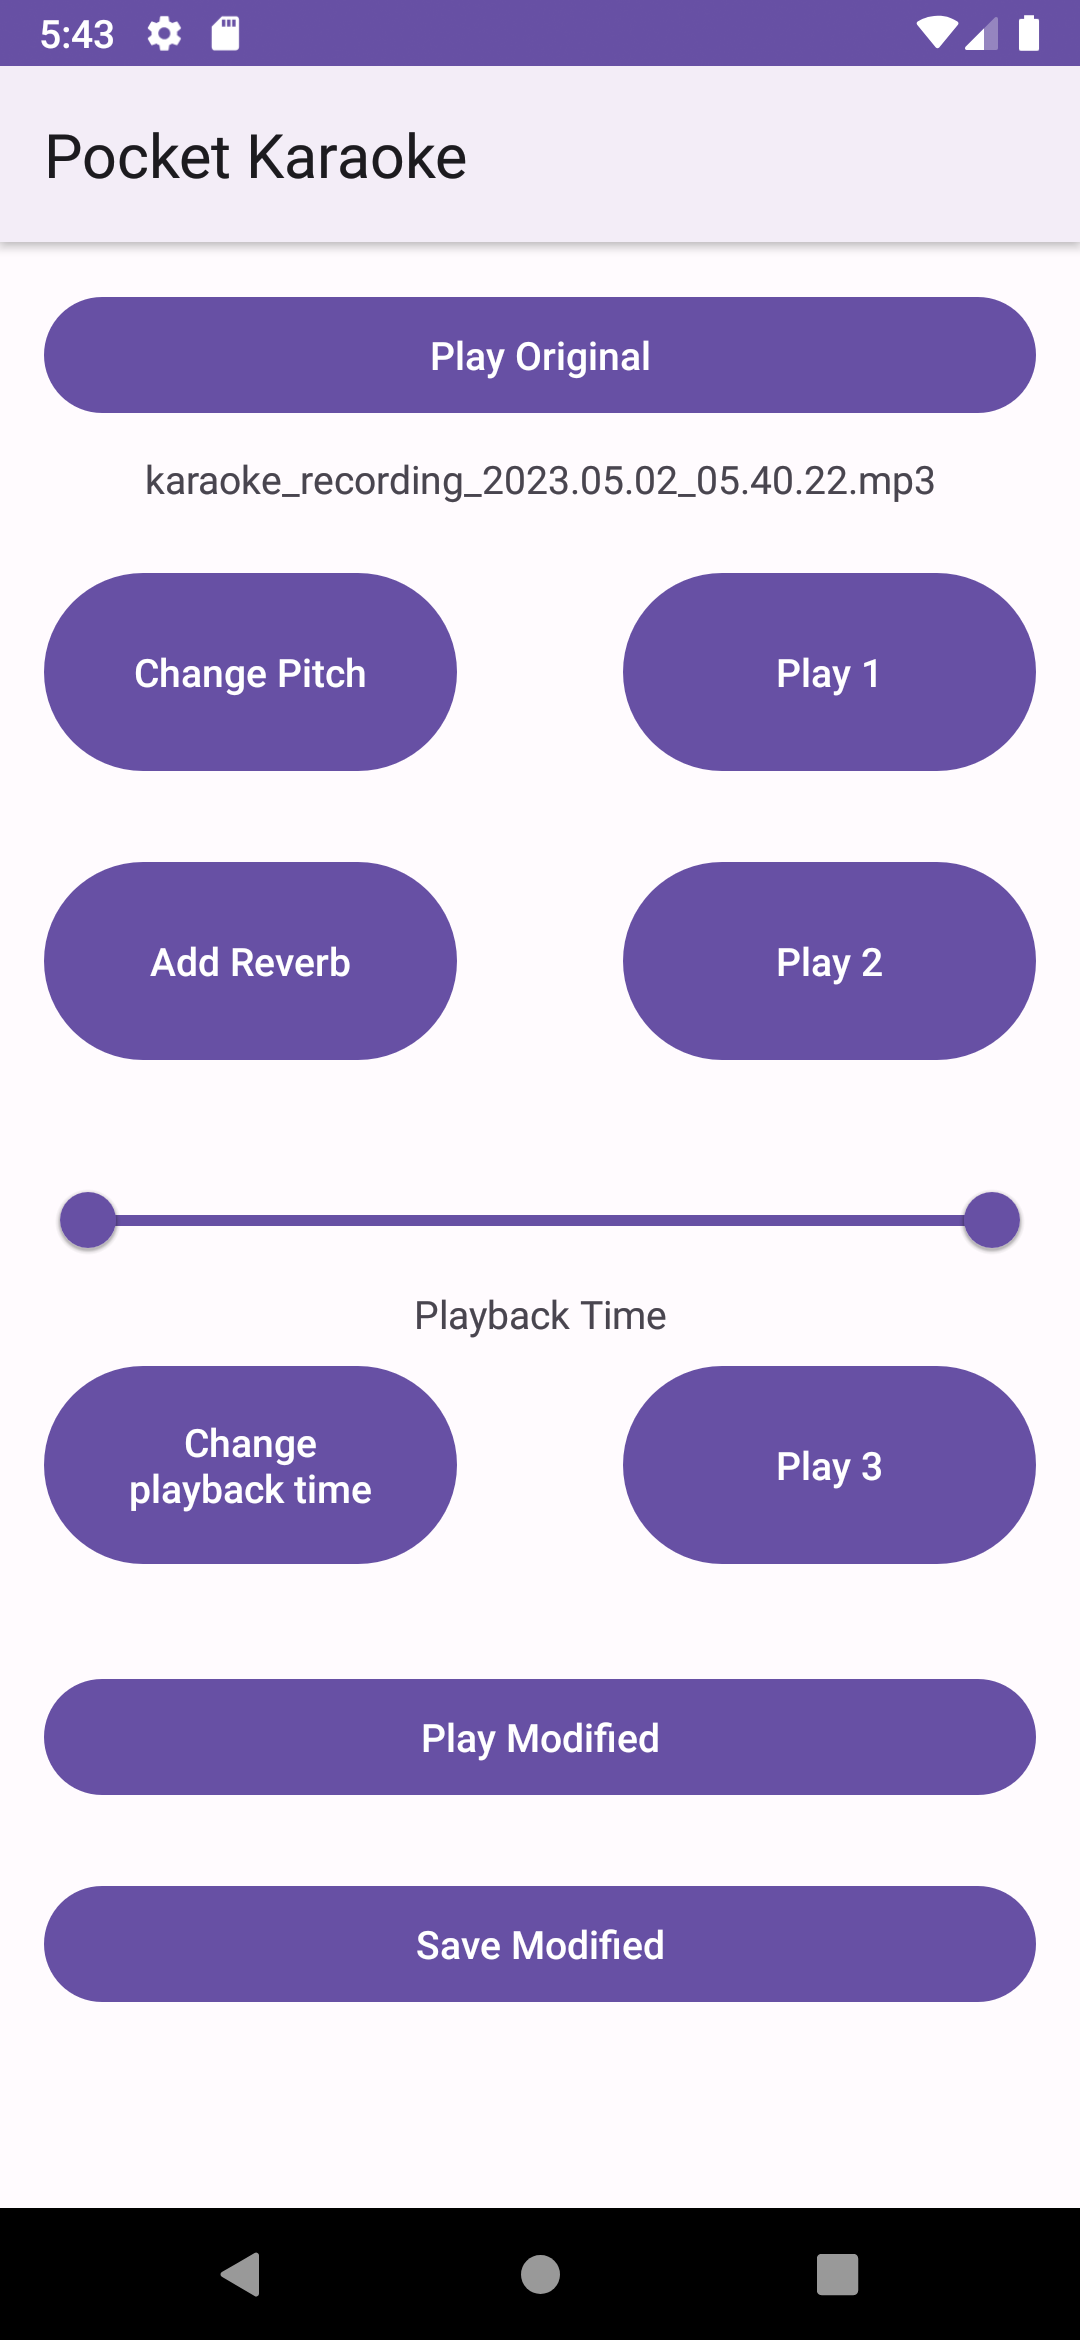 5:43
Pocket Karaoke
Play Original
karaoke_recording_2023.05.02_05.40.22.mp3
Change Pitch
Play 1
Add Reverb
Play 2
Playback Time
Change
playback time
Play 3
Play Modified
Save Modified